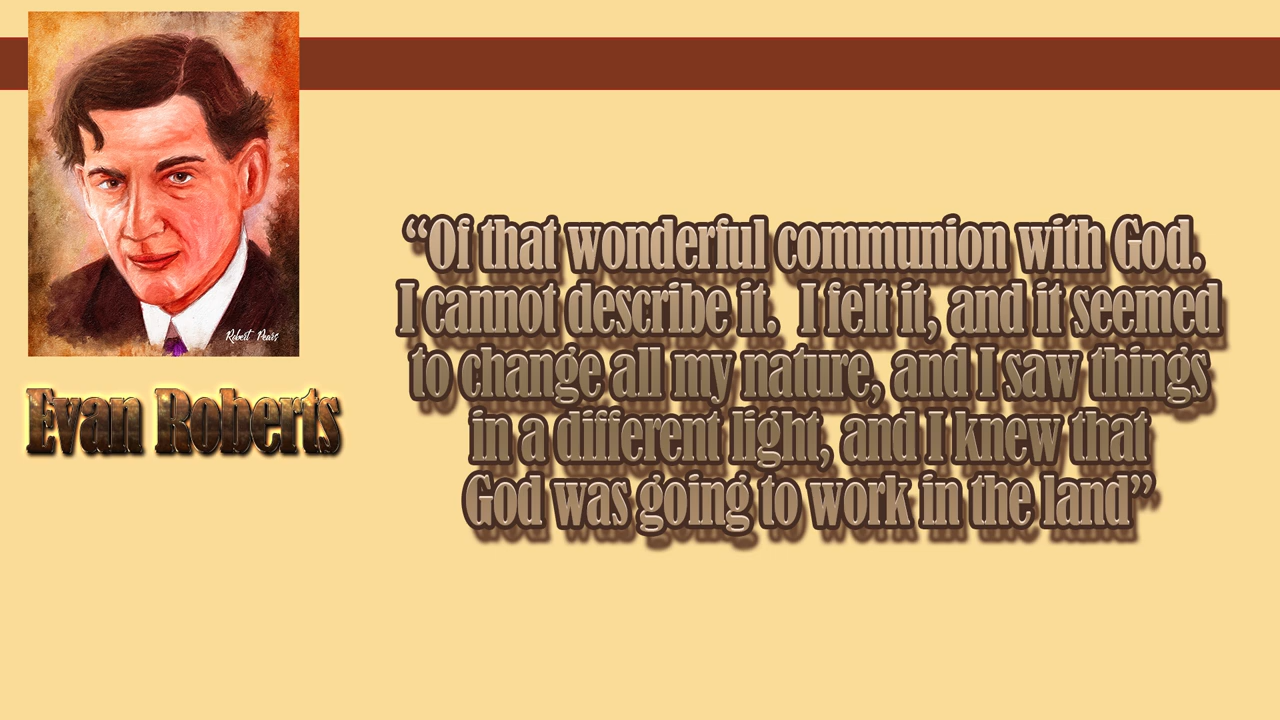 Robert Pears
Evan Roberts
“Of that wonderful communion with God.
I cannot describe it. I felt it, and it seemed
to change all my nature, and I saw things
in a different light, and I knew that
God was going to work in the land”